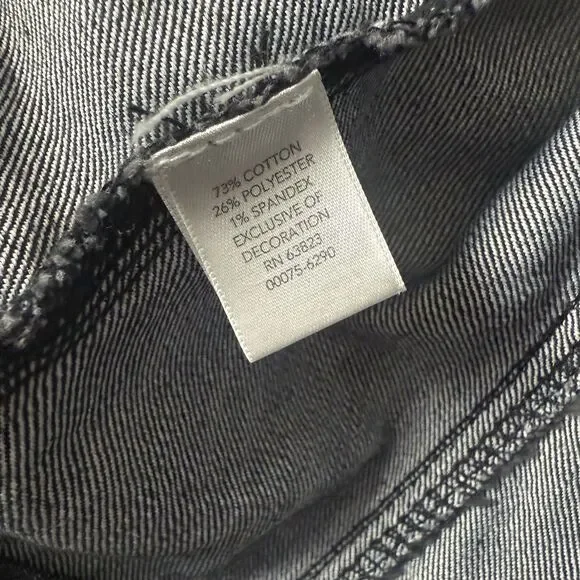 73% COTTON
26% POLYESTER
1% SPANDEX
EXCLUSIVE OF
DECORATION
RN 63823
00075-6290